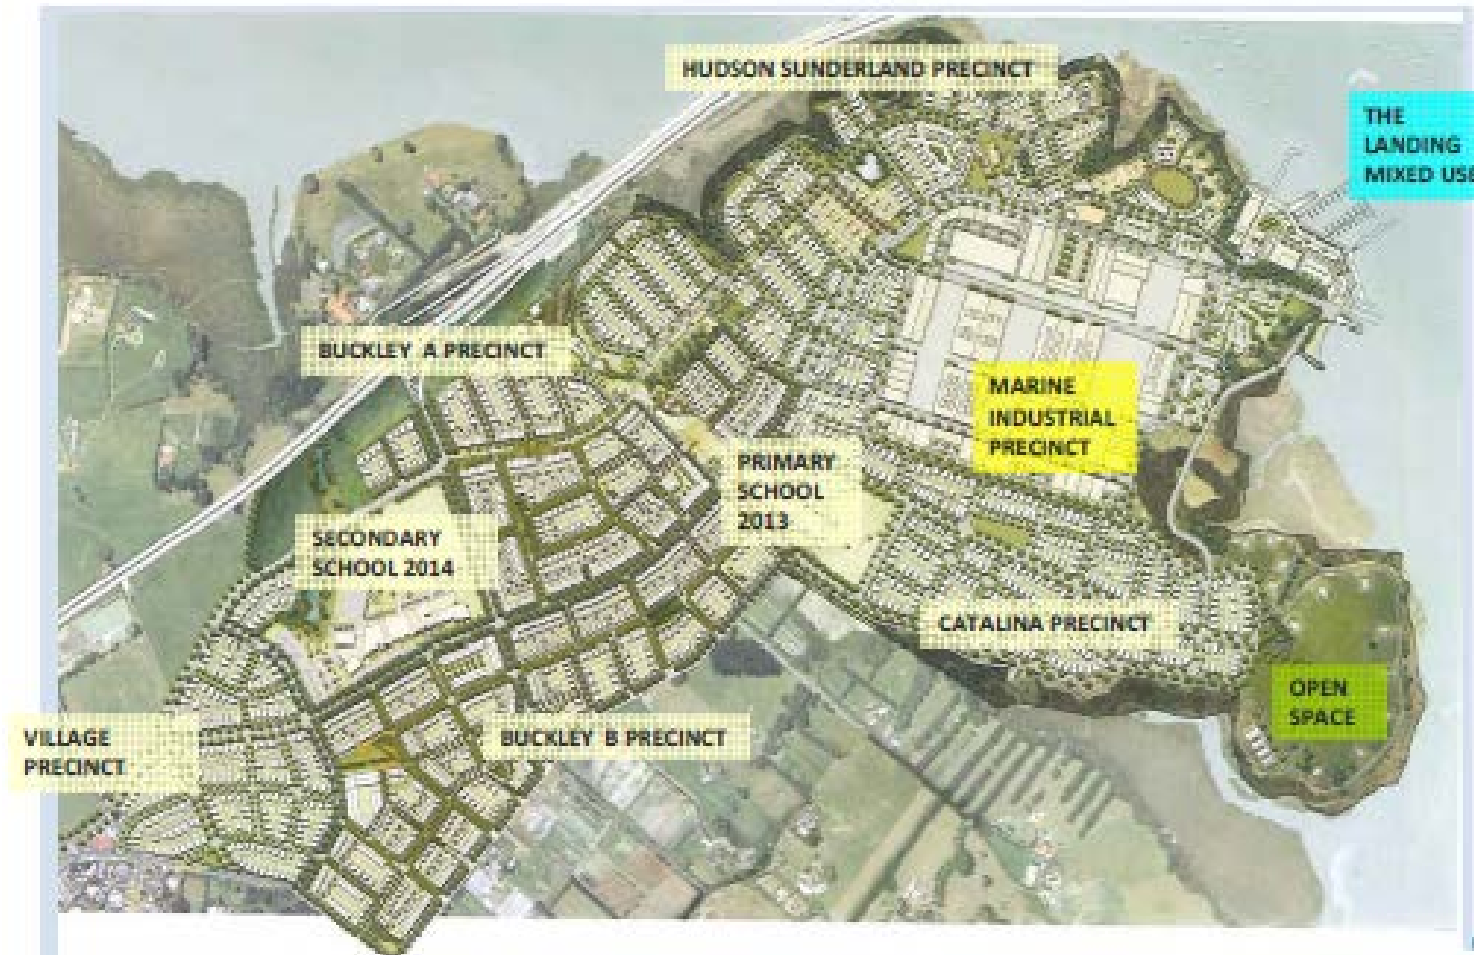 HUDSON SUNDERLAND PRECINCT
THE
LANDING
MIXED USE
BUCKLEY A PRECINCT
MARINE
INDUSTRIAL
PRECINCT
PRIMARY
SCHOOL
2013
SECONDARY
SCHOOL 2014
CATALINA PRECINCT
OPEN
SPACE
VILLAGE
PRECINCT
BUCKLEY B PRECINCT